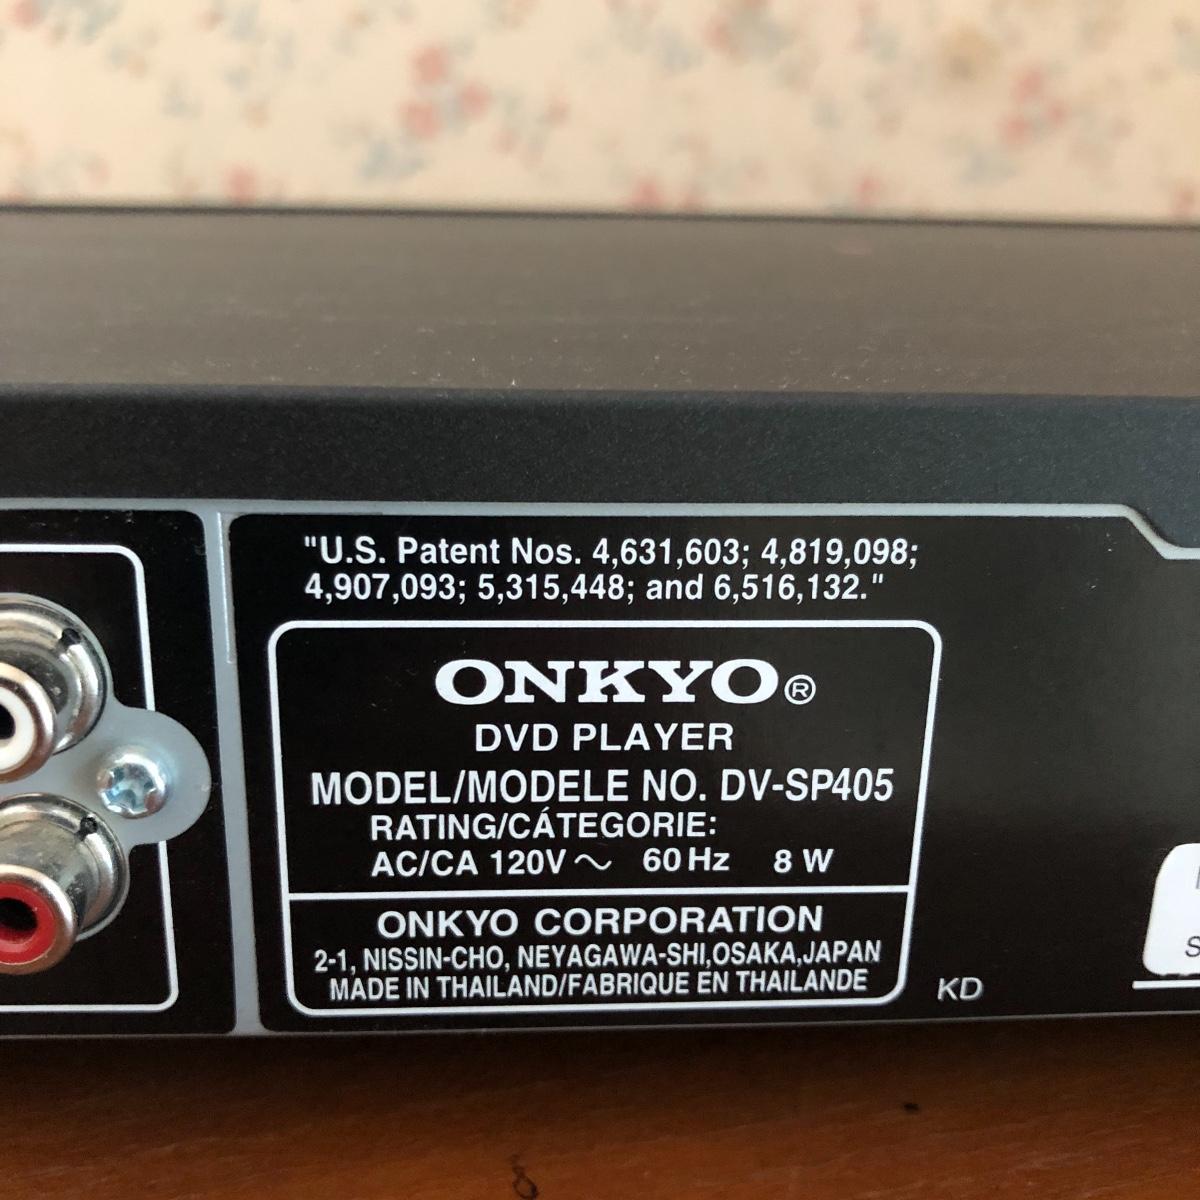 "U.S. Patent Nos. 4,631,603; 4,819,098;
4,907,093; 5,315,448; and 6,516,132."
ONKYO®
DVD PLAYER
MODEL/MODELE NO. DV-SP405
RATING/CÁTEGORIE:
AC/CA 120V ~ 60 Hz 8 W
ONKYO CORPORATION
2-1, NISSIN-CHO, NEYAGAWA-SHI,OSAKA,JAPAN
MADE IN THAILAND/FABRIQUE EN THAILANDE
KD